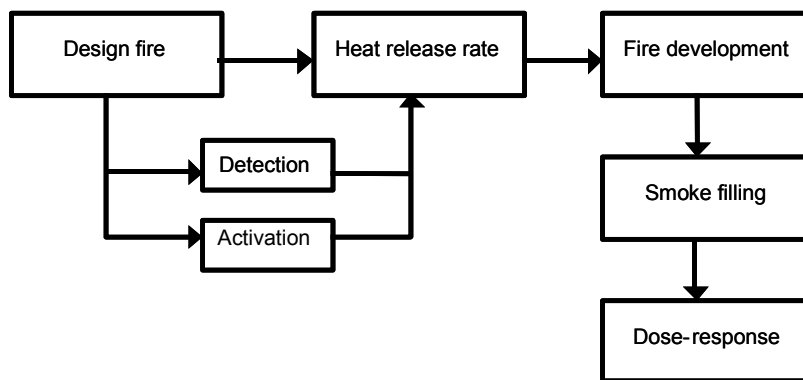 Design fire
Heat release rate
Fire development
Detection
Smoke filling
Activation
Dose-response